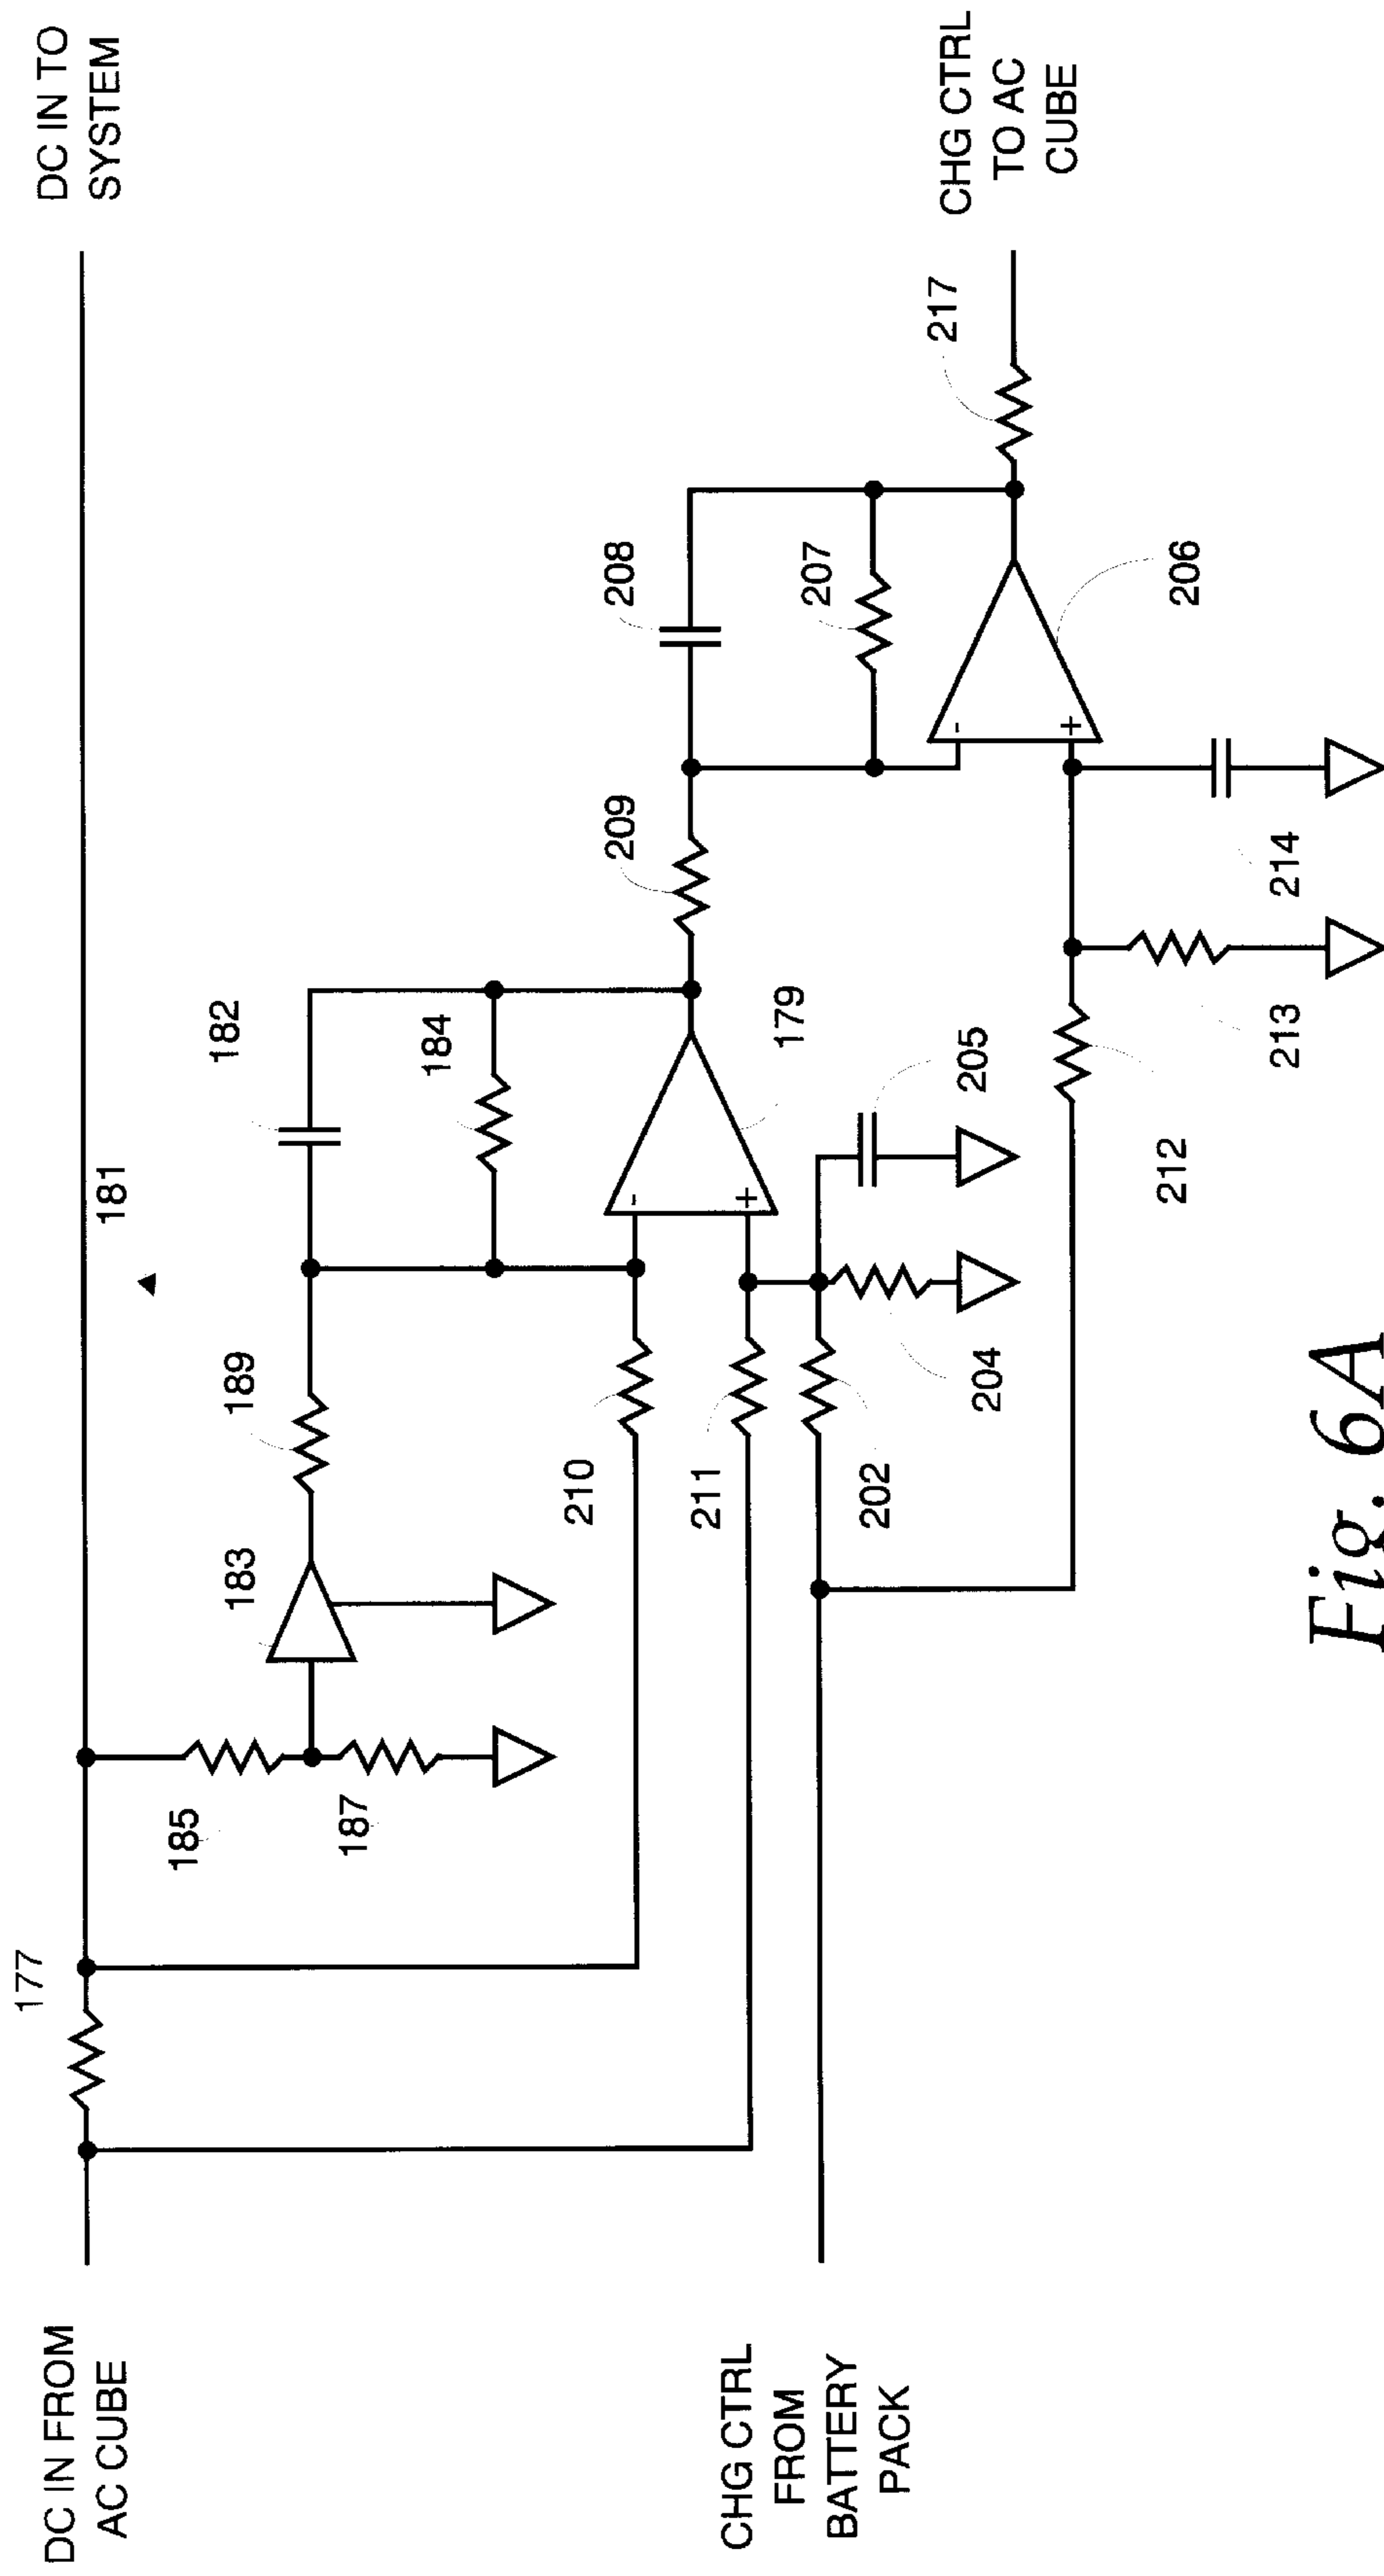 DC IN FROM
AC CUBE
177
181
DC IN TO
SYSTEM
185
187
183
189
182
184
210
211
-
+
179
209
208
207
217
CHG CTRL
TO AC
CUBE
CHG CTRL
FROM
BATTERY
PACK
202
204
205
-
+
206
212
213
214
Fig. 6A